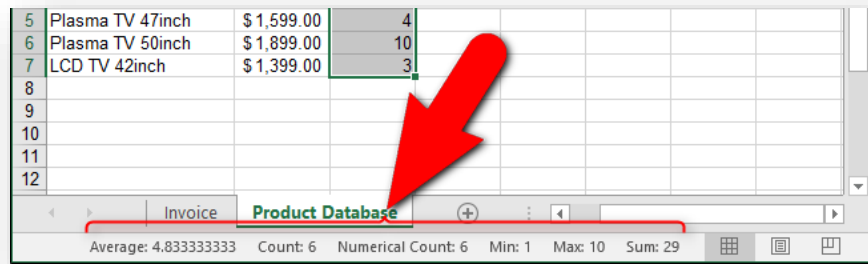 5 Plasma TV 47inch $1,599.00 4
6 Plasma TV 50inch $1,899.00 10
7 LCD TV 42inch $1,399.00 3
8
9
10
11
12
Invoice Product Database
Average: 4.833333333 Count: 6 Numerical Count: 6 Min: 1 Max: 10 Sum: 29